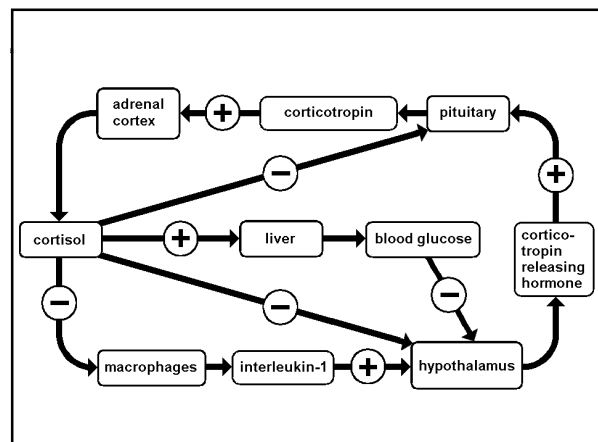 adrenal
cortex
+
corticotropin
pituitary
−
+
cortisol
+
liver
blood glucose
cortico-
tropin
releasing
hormone
−
−
−
macrophages
interleukin-1
+
hypothalamus